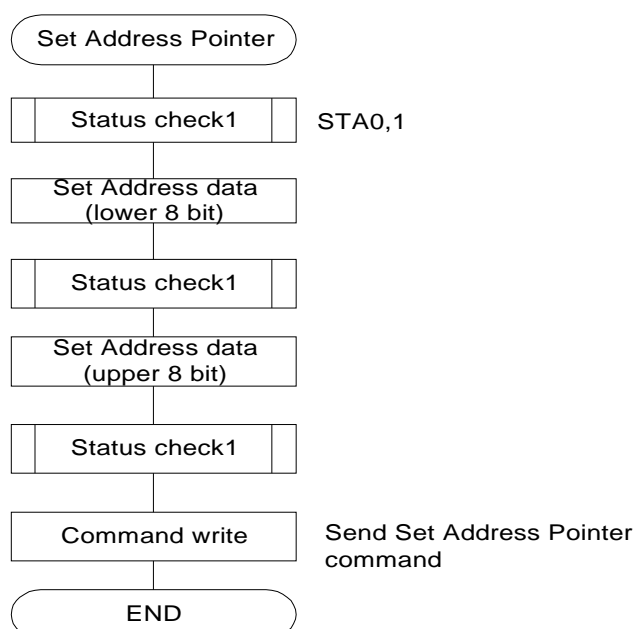 Set Address Pointer
Status check1
STA0,1
Set Address data
(lower 8 bit)
Status check1
Set Address data
(upper 8 bit)
Status check1
Command write
Send Set Address Pointer
command
END